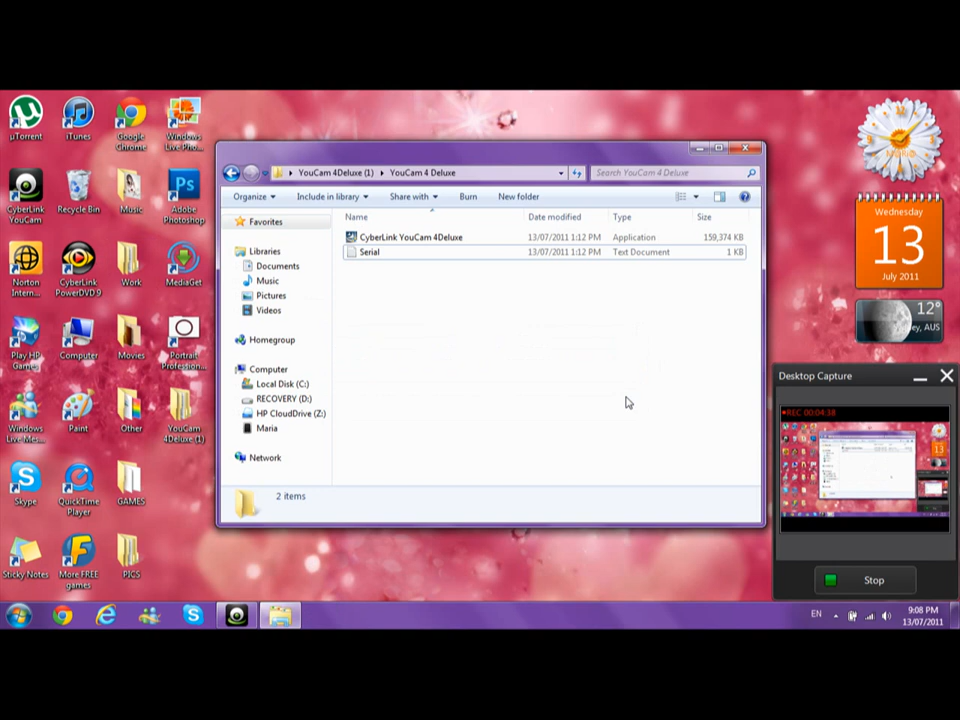 µTorrent
iTunes
Google
Chrome
Windows
Live Pho...
CyberLink
YouCam
Recycle Bin
Music
Adobe
Photoshop
Norton
Intern...
CyberLink
PowerDVD 9
Work
MediaGet
Play HP
Games
Computer
Movies
Portrait
Profession...
Windows
Live Mes...
Paint
Other
YouCam
4Deluxe (1)
Skype
QuickTime
Player
GAMES
Sticky Notes
More FREE
games
PICS
YouCam 4Deluxe (1) ▸ YouCam 4 Deluxe
Search YouCam 4 Deluxe
Organize Include in library Share with Burn New folder
Favorites
Libraries
Documents
Music
Pictures
Videos
Homegroup
Computer
Local Disk (C:)
RECOVERY (D:)
HP CloudDrive (Z:)
Maria
Network
Name Date modified Type Size
CyberLink YouCam 4Deluxe 13/07/2011 1:12 PM Application 159,374 KB
Serial 13/07/2011 1:12 PM Text Document 1 KB
2 items
Wednesday
13
July 2011
12°
ey, AUS
Desktop Capture
REC 00:04:38
Stop
EN
9:08 PM
13/07/2011